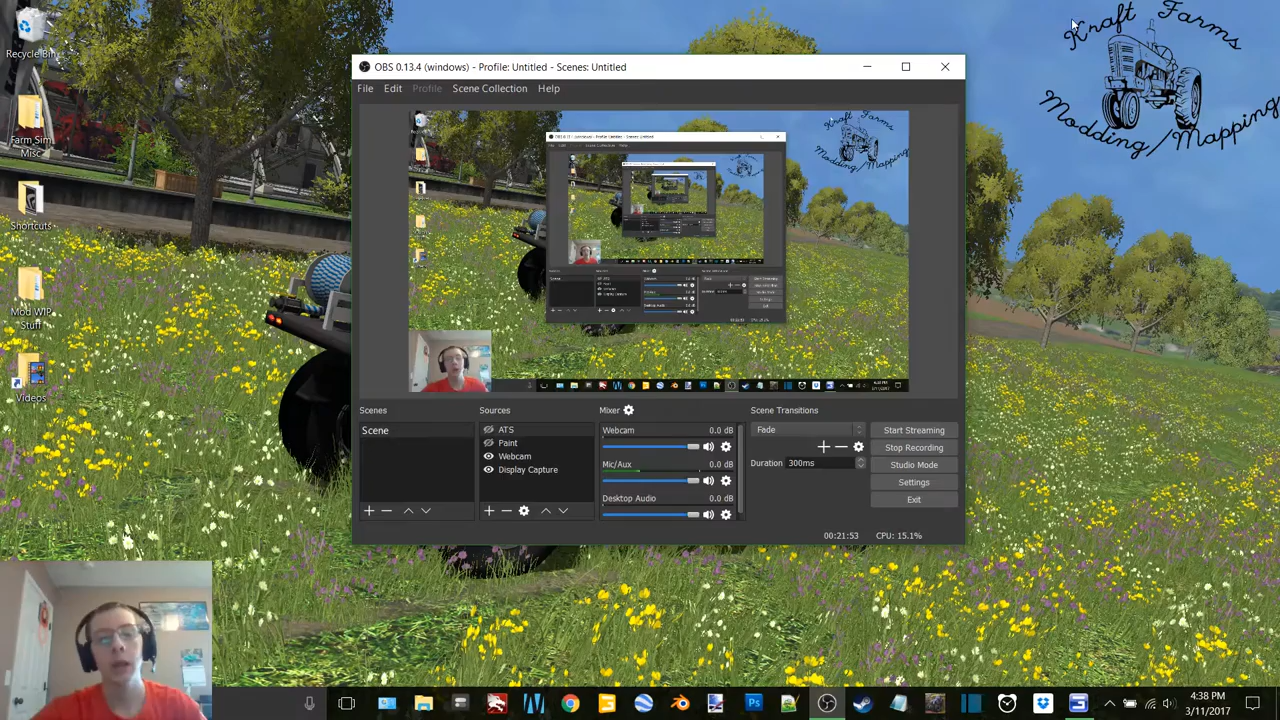 Recycle Bin
Farm Sim Misc
Shortcuts
Mod WIP Stuff
Videos
Kraft Farms
Modding/Mapping
OBS 0.13.4 (windows) - Profile: Untitled - Scenes: Untitled
File Edit Profile Scene Collection Help
Kraft Farms
Modding/Mapping
Scenes Sources Mixer Scene Transitions
Scene
ATS
Paint
Webcam
Display Capture
Webcam 0.0 dB
Mic/Aux 0.0 dB
Desktop Audio 0.0 dB
Fade
Duration 300ms
Start Streaming
Stop Recording
Studio Mode
Settings
Exit
00:21:53 CPU: 15.1%
4:38 PM
3/11/2017